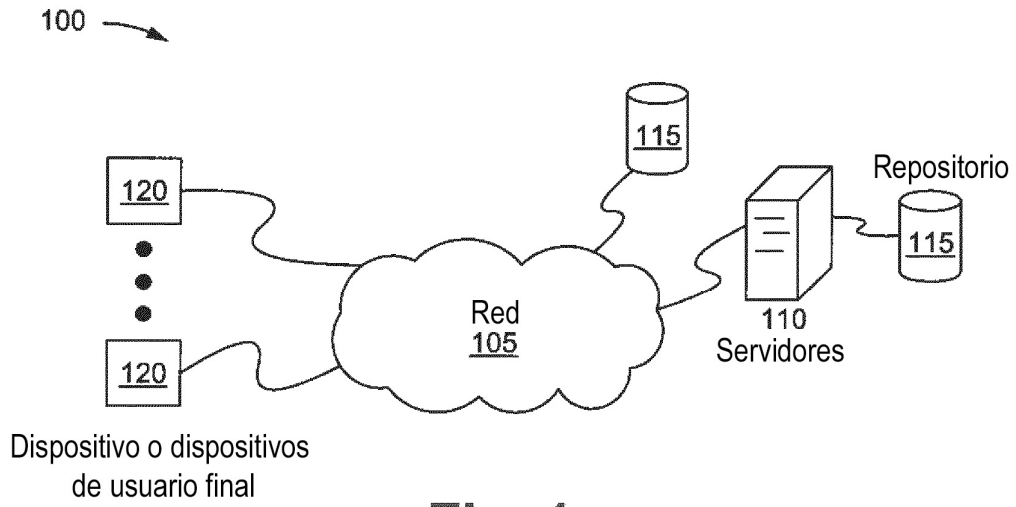 100
115
Repositorio
120
115
Red
105
110
Servidores
120
Dispositivo o dispositivos
de usuario final